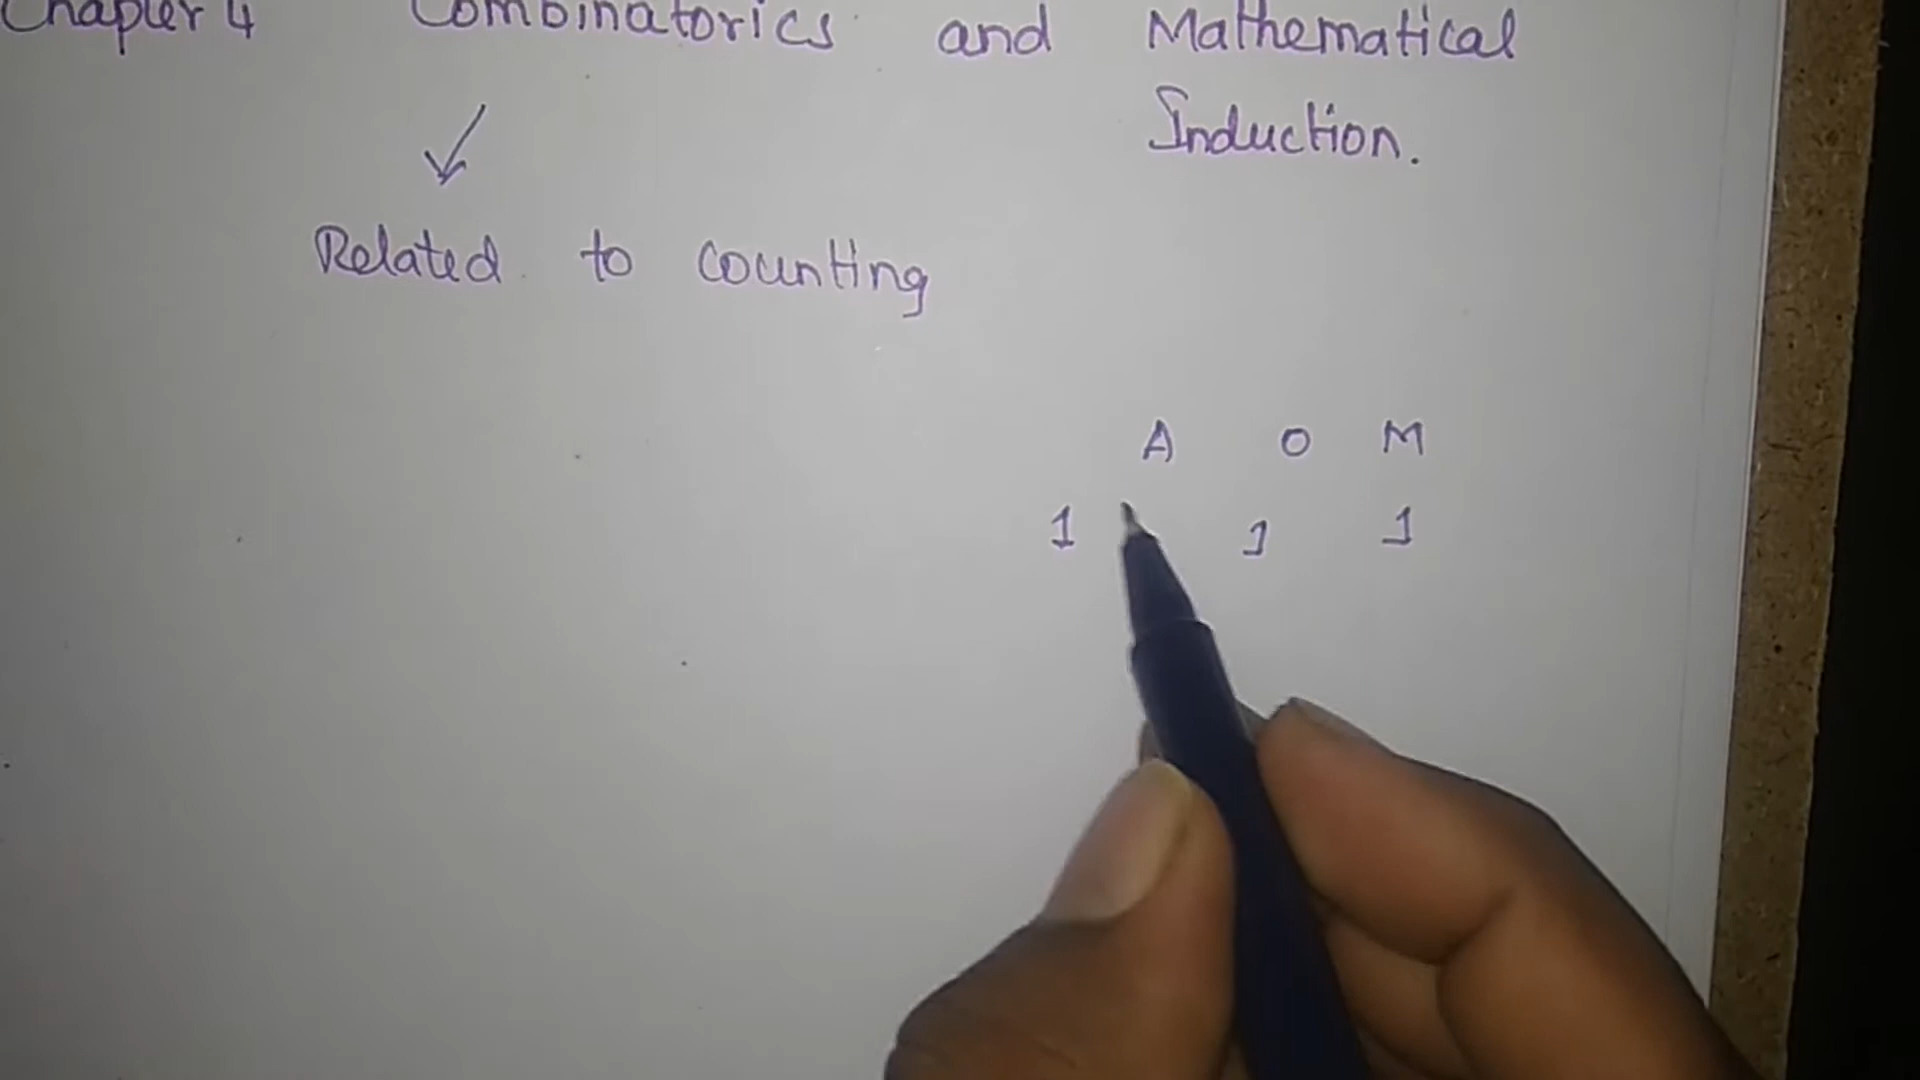 Chapter 4 Combinatorics and Mathematical
Induction.
Related to counting
A O M
1 1 1